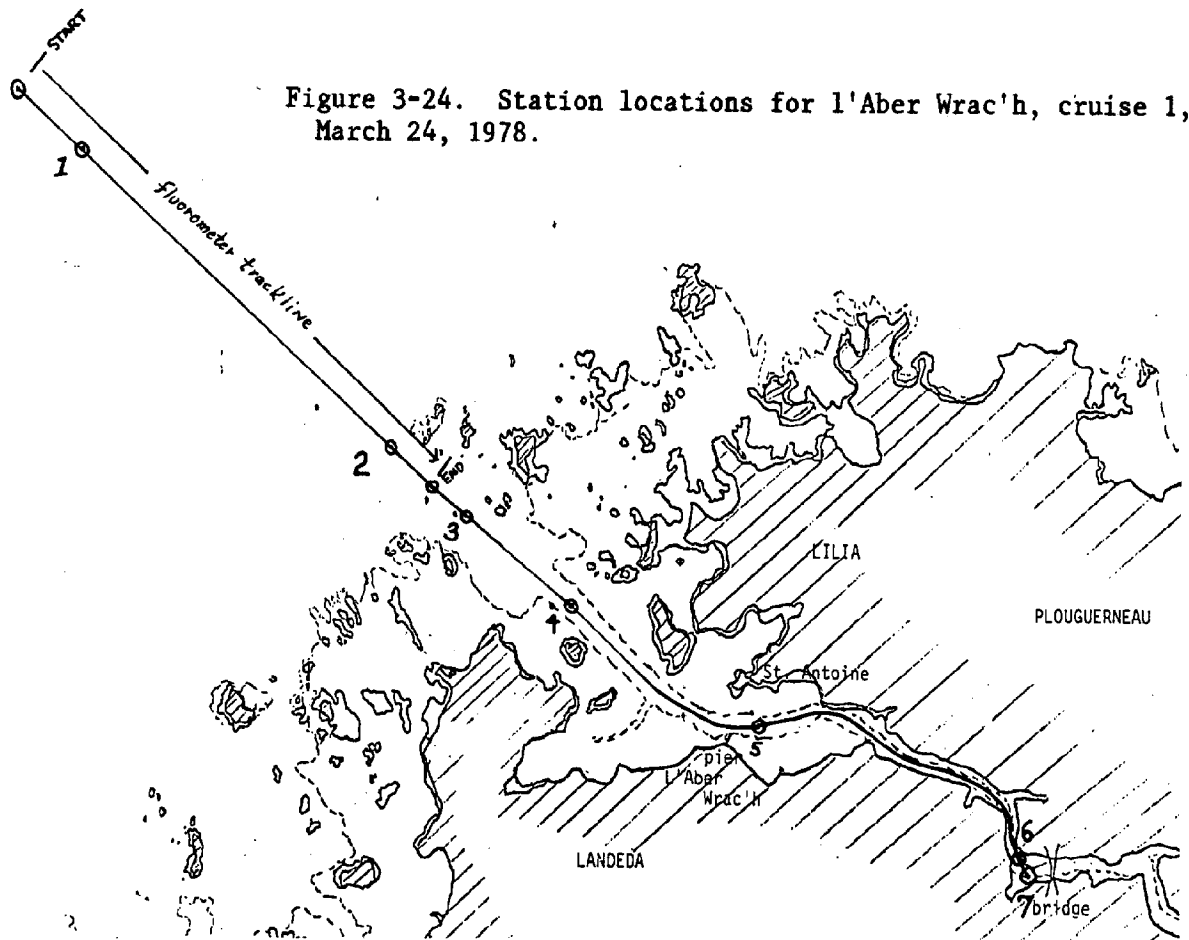 START
Figure 3-24. Station locations for l'Aber Wrac'h, cruise 1,
March 24, 1978.
1
fluorometer trackline
2
END
3
LILIA
4
PLOUGUERNEAU
St. Antoine
5
pier
L'Aber
Wrac'h
6
LANDEDA
7
bridge